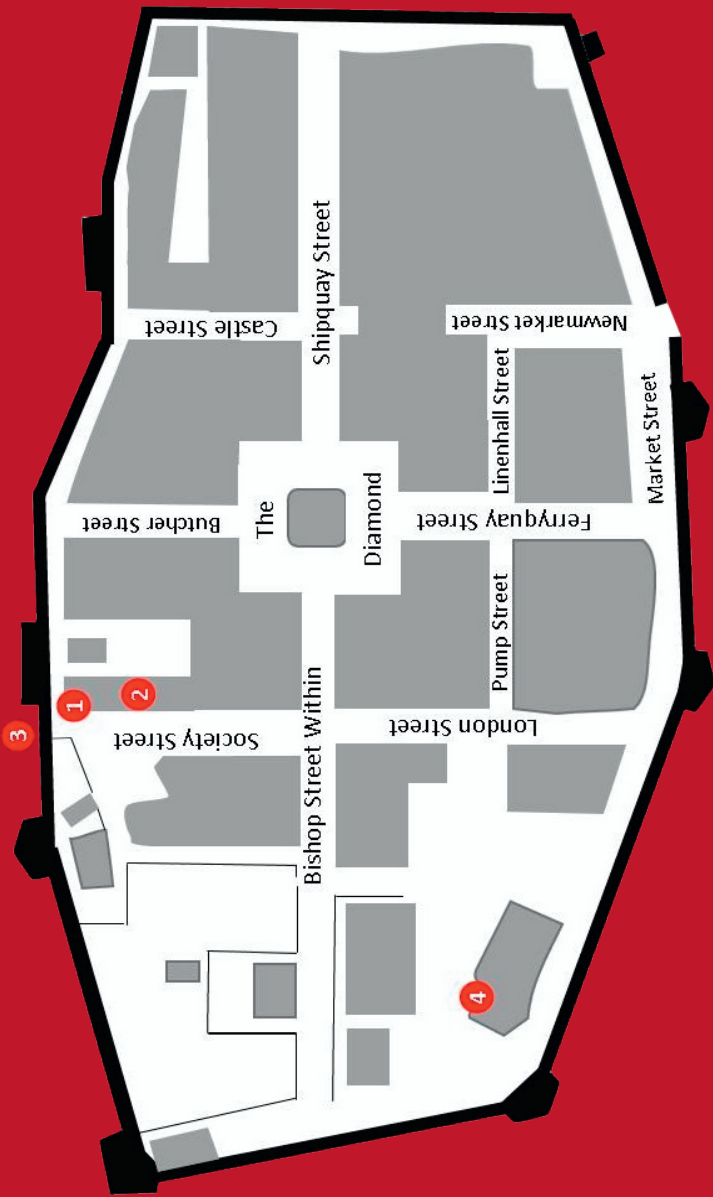 3
1
2
Society Street
Butcher Street
Castle Street
The
Diamond
Shipquay Street
Bishop Street Within
London Street
Pump Street
Ferryquay Street
Linenhall Street
Newmarket Street
Market Street
4